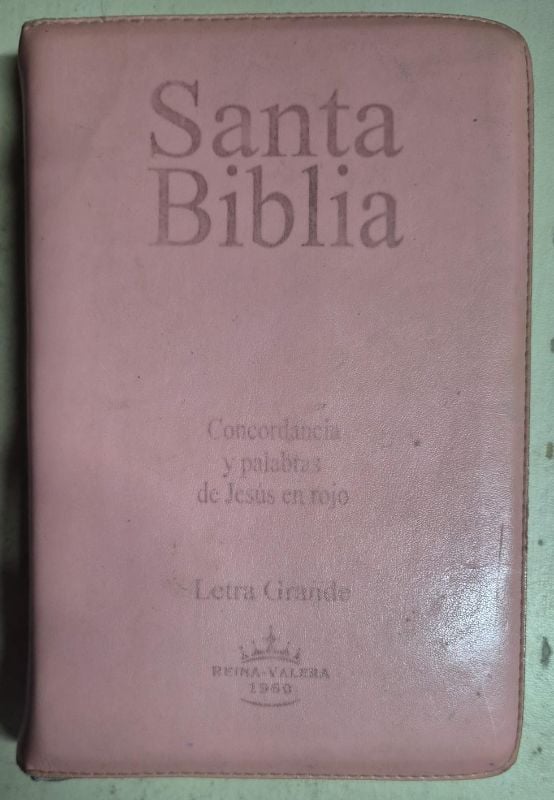 Santa
Biblia
Concordancia
y palabras
de Jesús en rojo
Letra Grande
REINA-VALERA
1960